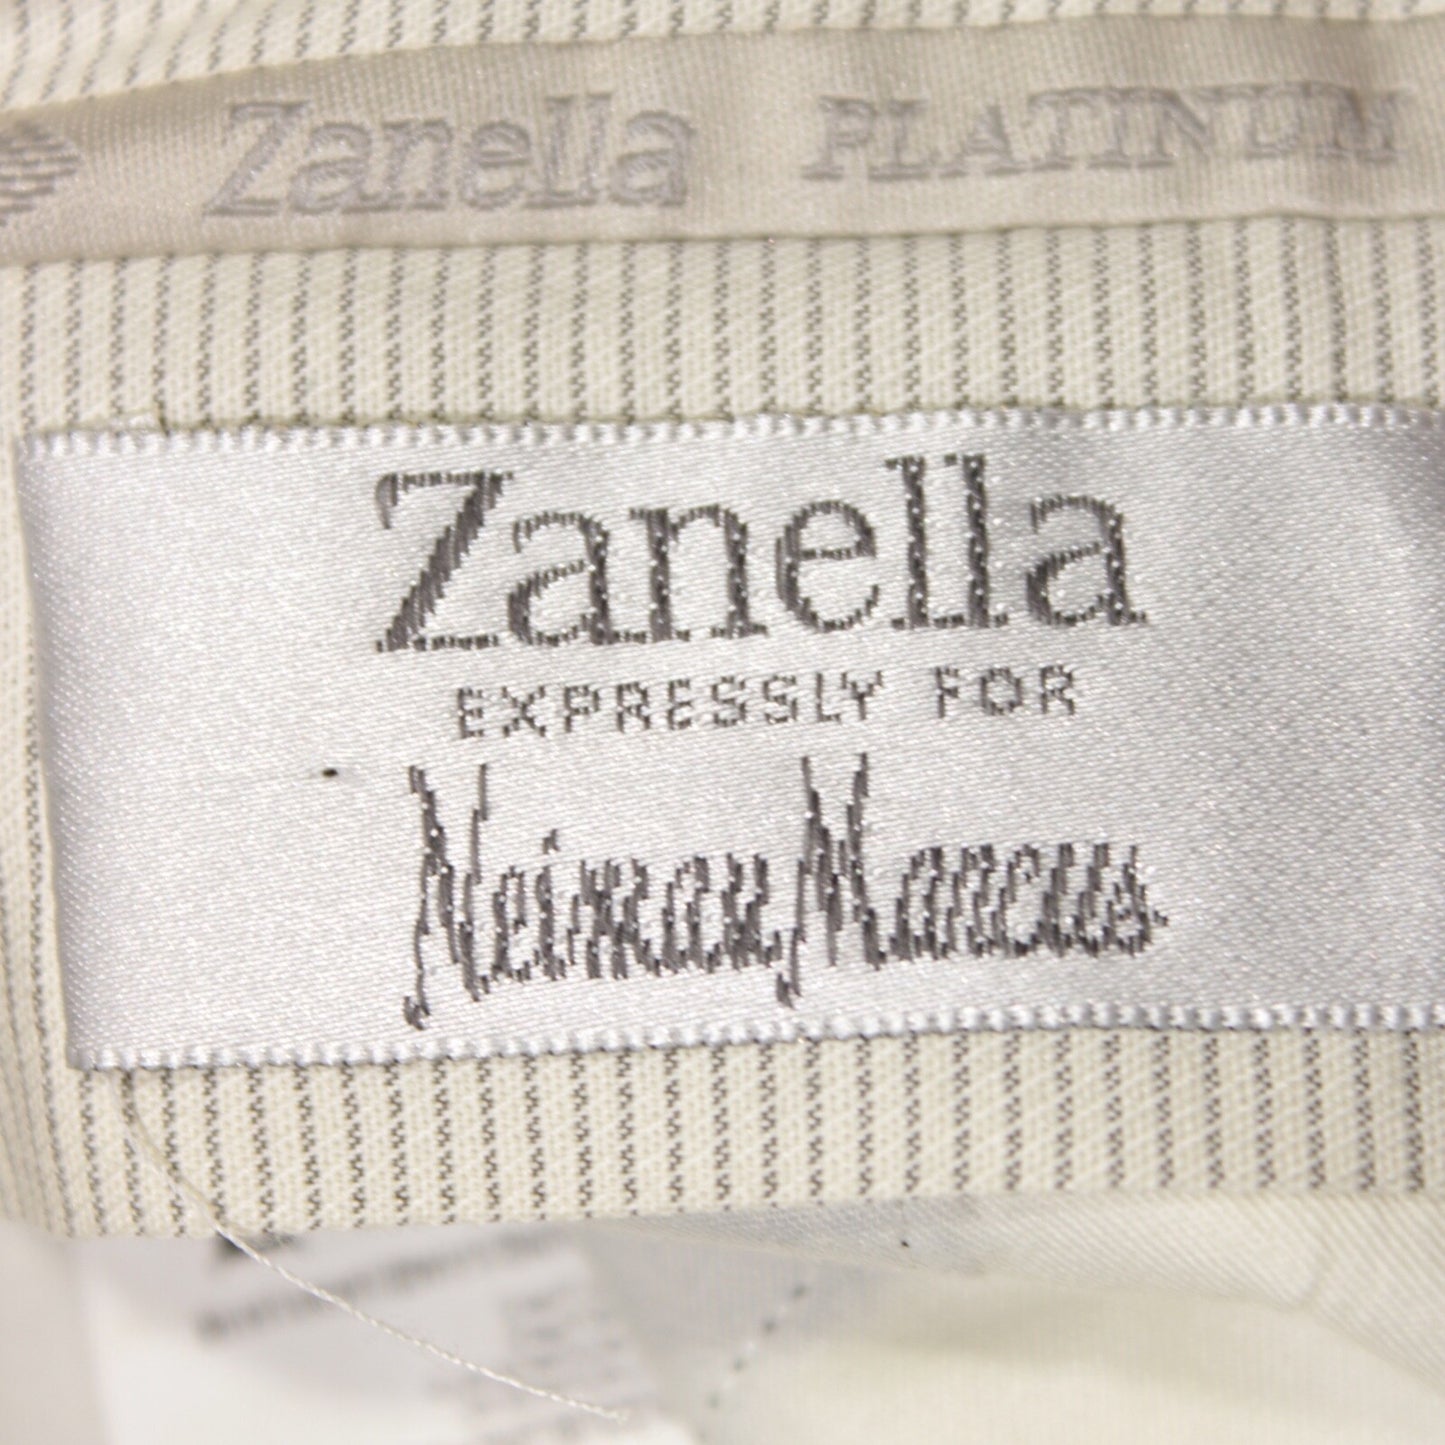 Zanella PLATINUM
Zanella
EXPRESSLY FOR
Neiman Marcus